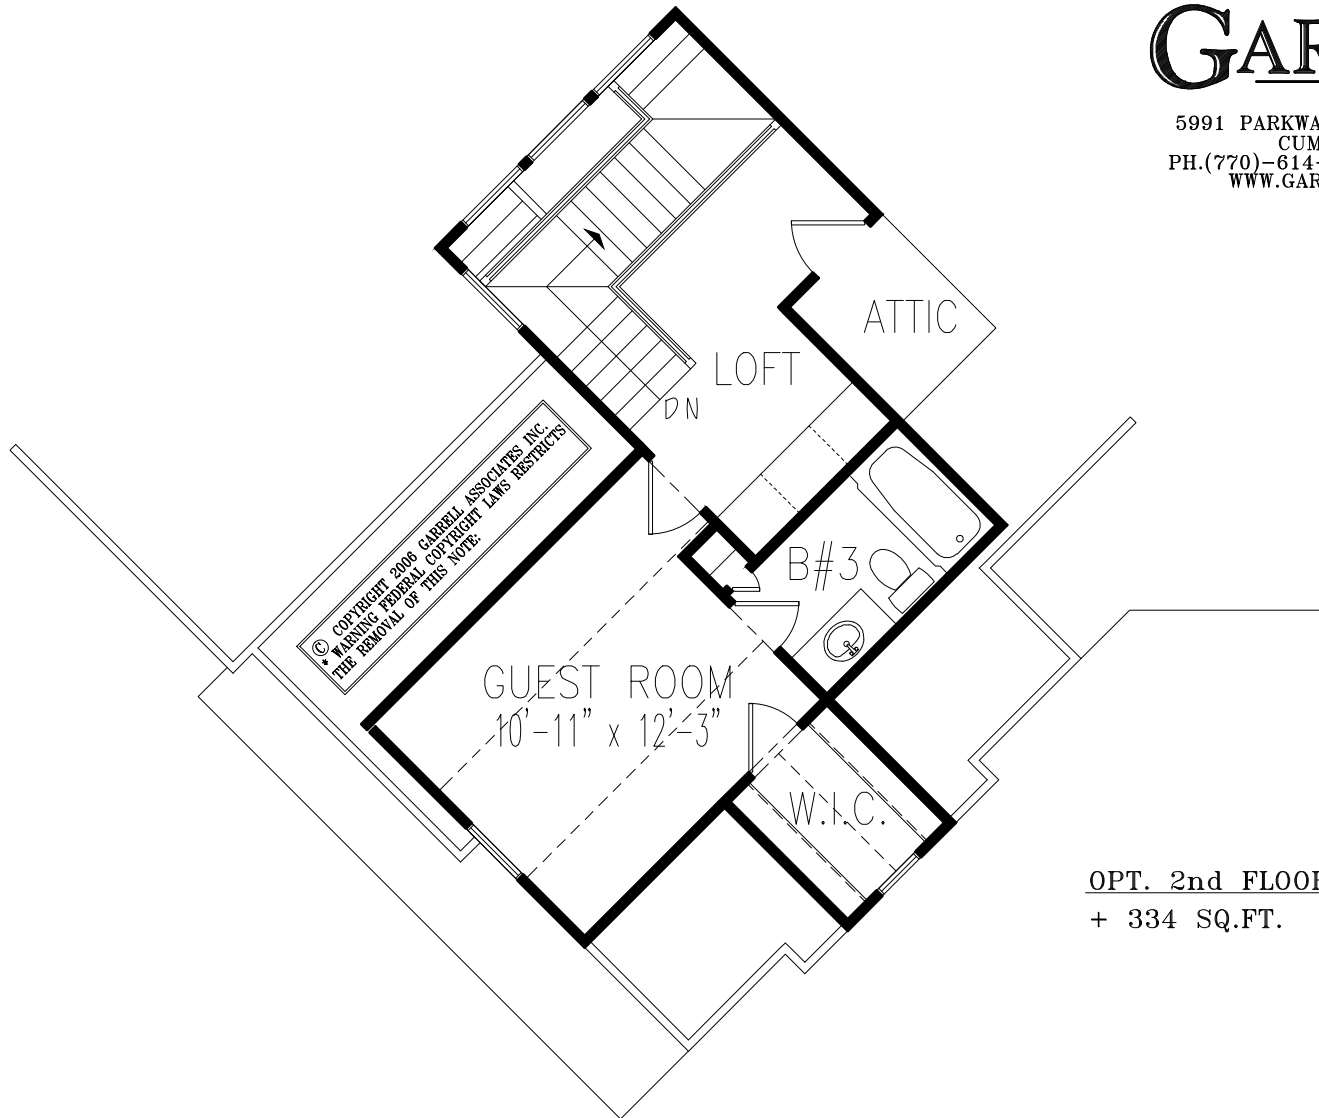 GAR
5991 PARKWA
CUM
PH.(770)-614-
WWW.GAR
ATTIC
LOFT
DN
© COPYRIGHT 2006 GARRELL ASSOCIATES INC.
* WARNING FEDERAL COPYRIGHT LAWS RESTRICTS
THE REMOVAL OF THIS NOTE.
B#3
GUEST ROOM
10'-11" x 12'-3"
W.I.C.
OPT. 2nd FLOOR
+ 334 SQ.FT.